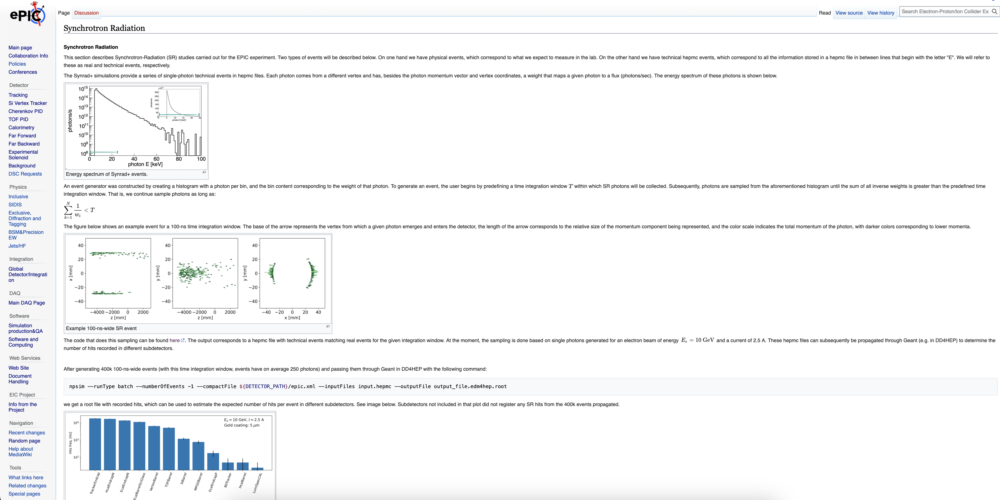 ePIC
Page
Discussion
Read
View source
View history
Search Electron-Proton/Ion Collider Ex
Main page
Collaboration Info
Policies
Conferences
Detector
Tracking
Si Vertex Tracker
Cherenkov PID
TOF PID
Calorimetry
Far Forward
Far Backward
Experimental
Solenoid
Background
DSC Requests
Physics
Inclusive
SIDIS
Exclusive,
Diffraction and
Tagging
BSM&Precision
EW
Jets/HF
Integration
Global
Detector/Integrati
on
DAQ
Main DAQ Page
Software
Simulation
production&QA
Software and
Computing
Web Services
Web Site
Document
Handling
EIC Project
Info from the
Project
Navigation
Recent changes
Random page
Help about
MediaWiki
Tools
What links here
Related changes
Special pages
Synchrotron Radiation
Synchrotron Radiation
This section describes Synchrotron-Radiation (SR) studies carried out for the EPIC experiment. Two types of events will be described below. On one hand we have physical events, which correspond to what we expect to measure in the lab. On the other hand we have technical hepmc events, which correspond to all the information stored in a hepmc file in between lines that begin with the letter "E". We will refer to
these as real and technical events, respectively.
The Synrad+ simulations provide a series of single-photon technical events in hepmc files. Each photon comes from a different vertex and has, besides the photon momentum vector and vertex coordinates, a weight that maps a given photon to a flux (photons/sec). The energy spectrum of these photons is shown below.
photons/s
10¹⁵
10¹⁴
10¹³
10¹²
10¹¹
10¹⁰
10⁹
10⁸
0 20 40 60 80 100
photon E [keV]
×10¹²
photons/s
300
250
200
150
100
50
0
0 5 10 15 20 25
photon E [keV]
Energy spectrum of Synrad+ events.
An event generator was constructed by creating a histogram with a photon per bin, and the bin content corresponding to the weight of that photon. To generate an event, the user begins by predefining a time integration window T within which SR photons will be collected. Subsequently, photons are sampled from the aforementioned histogram until the sum of all inverse weights is greater than the predefined time
integration window. That is, we continue sample photons as long as:
∑_{k=1}^{N} 1/w_i < T
The figure below shows an example event for a 100-ns time integration window. The base of the arrow represents the vertex from which a given photon emerges and enters the detector, the length of the arrow corresponds to the relative size of the momentum component being represented, and the color scale indicates the total momentum of the photon, with darker colors corresponding to lower momenta.
x [mm]
40
20
0
−20
−40
−4000 −2000 0 2000
z [mm]
y [mm]
40
20
0
−20
−40
−4000 −2000 0 2000
z [mm]
y [mm]
40
20
0
−20
−40
−40 −20 0 20 40
x [mm]
Example 100-ns-wide SR event
The code that does this sampling can be found here . The output corresponds to a hepmc file with technical events matching real events for the given integration window. At the moment, the sampling is done based on single photons generated for an electron beam of energy E_e = 10 GeV and a current of 2.5 A. These hepmc files can subsequently be propagated through Geant (e.g. in DD4HEP) to determine the
number of hits recorded in different subdetectors.
After generating 400k 100-ns-wide events (with this time integration window, events have on average 250 photons) and passing them through Geant in DD4HEP with the following command:
npsim --runType batch --numberOfEvents -1 --compactFile ${DETECTOR_PATH}/epic.xml --inputFiles input.hepmc --outputFile output_file.edm4hep.root
we get a root file with recorded hits, which can be used to estimate the expected number of hits per event in different subdetectors. See image below. Subdetectors not included in that plot did not register any SR hits from the 400k events propagated.
Hits freq. [Hz]
10⁴
10³
10²
E_e = 10 GeV, I = 2.5 A
Gold coating: 5 μm
TrackerEndcap
HcalEndcapN
EcalEndcapN
EcalBarrelSciGlass
VertexBarrel
TOFBarrel
SiBarrel
MPGDBarrel
EcalEndcapP
B0Tracker
HcalBarrel
LumiSpecCAL